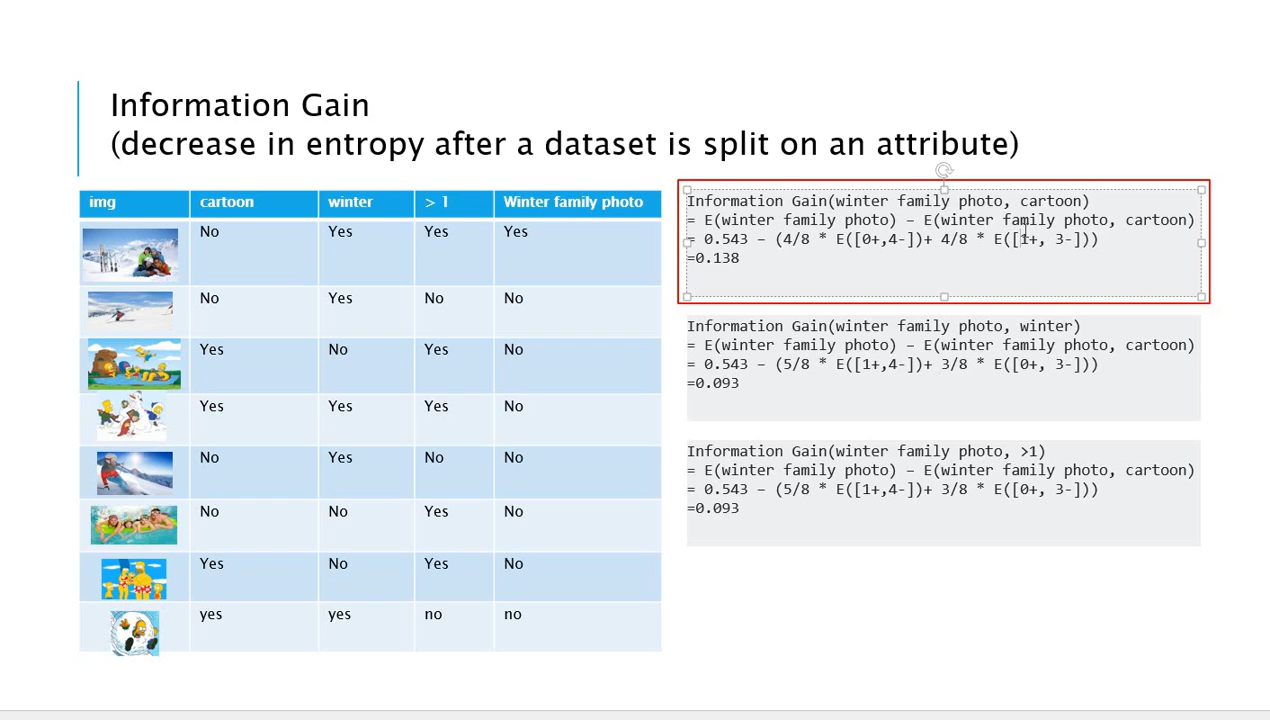 Information Gain
(decrease in entropy after a dataset is split on an attribute)
img cartoon winter > 1 Winter family photo
No Yes Yes Yes
No Yes No No
Yes No Yes No
Yes Yes Yes No
No Yes No No
No No Yes No
Yes No Yes No
yes yes no no
Information Gain(winter family photo, cartoon)
= E(winter family photo) – E(winter family photo, cartoon)
= 0.543 – (4/8 * E([0+,4-])+ 4/8 * E([1+, 3-]))
=0.138
Information Gain(winter family photo, winter)
= E(winter family photo) – E(winter family photo, cartoon)
= 0.543 – (5/8 * E([1+,4-])+ 3/8 * E([0+, 3-]))
=0.093
Information Gain(winter family photo, >1)
= E(winter family photo) – E(winter family photo, cartoon)
= 0.543 – (5/8 * E([1+,4-])+ 3/8 * E([0+, 3-]))
=0.093